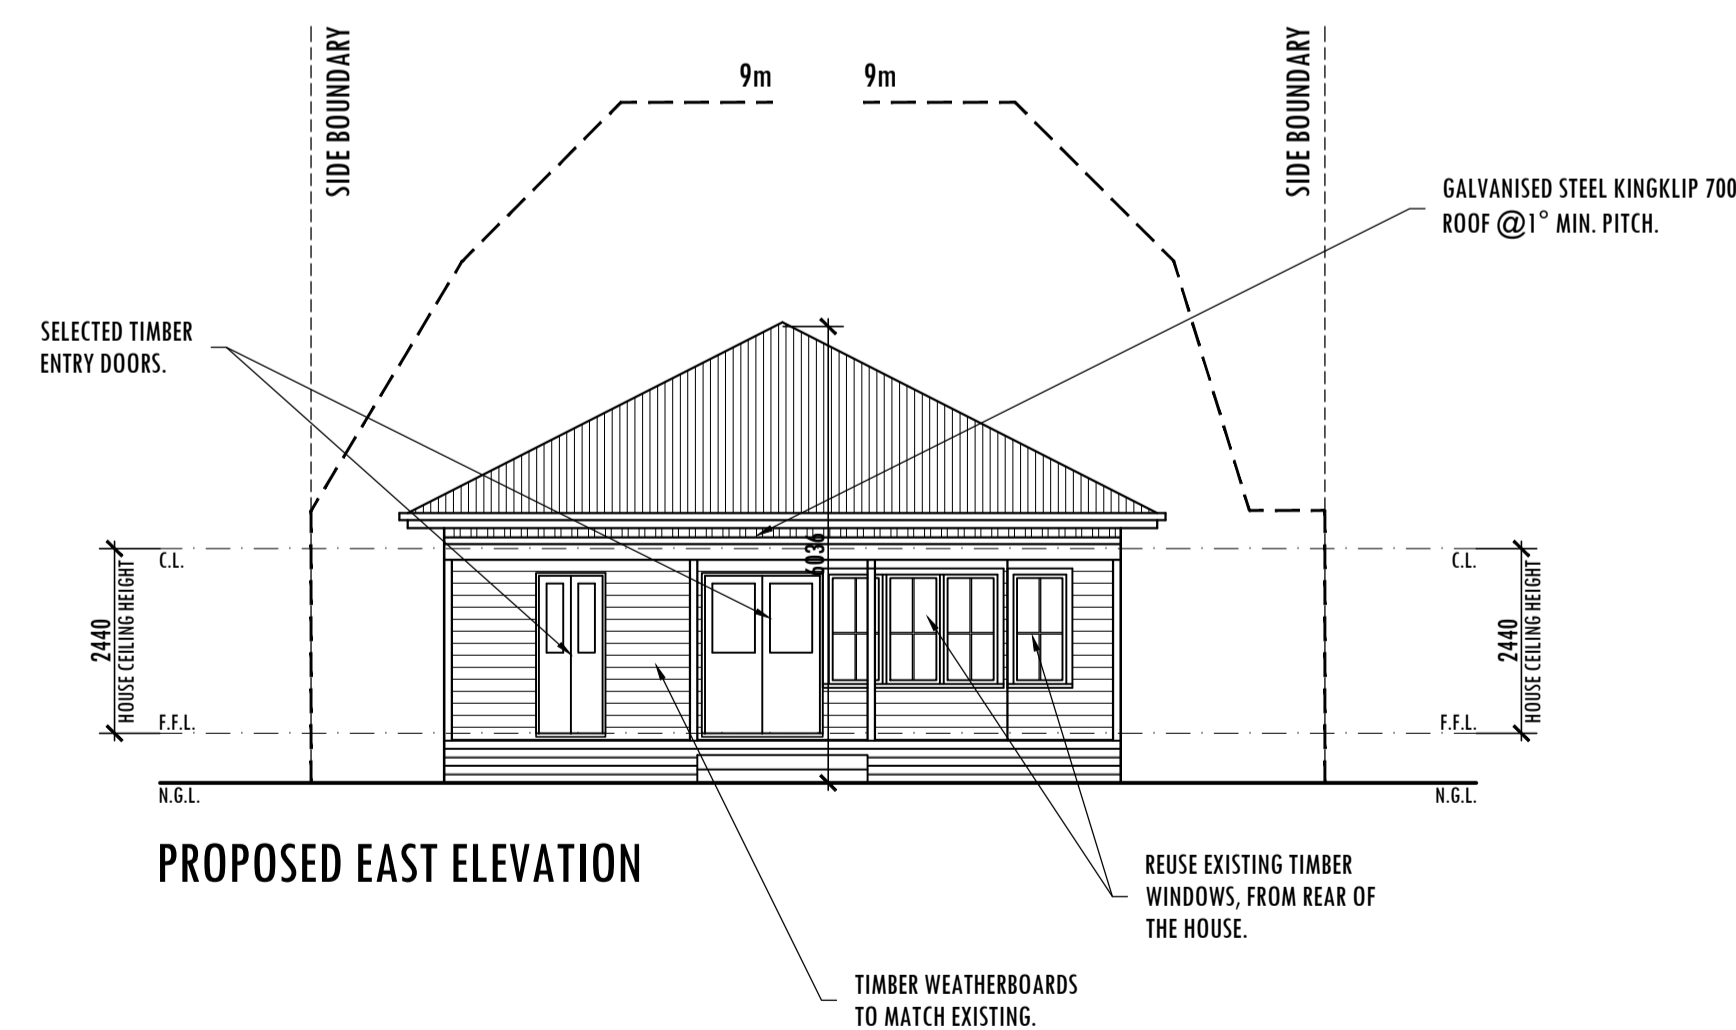 SIDE BOUNDARY
9m
9m
SIDE BOUNDARY
GALVANISED STEEL KINGKLIP 700
ROOF @1° MIN. PITCH.
SELECTED TIMBER
ENTRY DOORS.
6036
C.L.
C.L.
2440
HOUSE CEILING HEIGHT
2440
HOUSE CEILING HEIGHT
F.F.L.
F.F.L.
N.G.L.
N.G.L.
PROPOSED EAST ELEVATION
REUSE EXISTING TIMBER
WINDOWS, FROM REAR OF
THE HOUSE.
TIMBER WEATHERBOARDS
TO MATCH EXISTING.